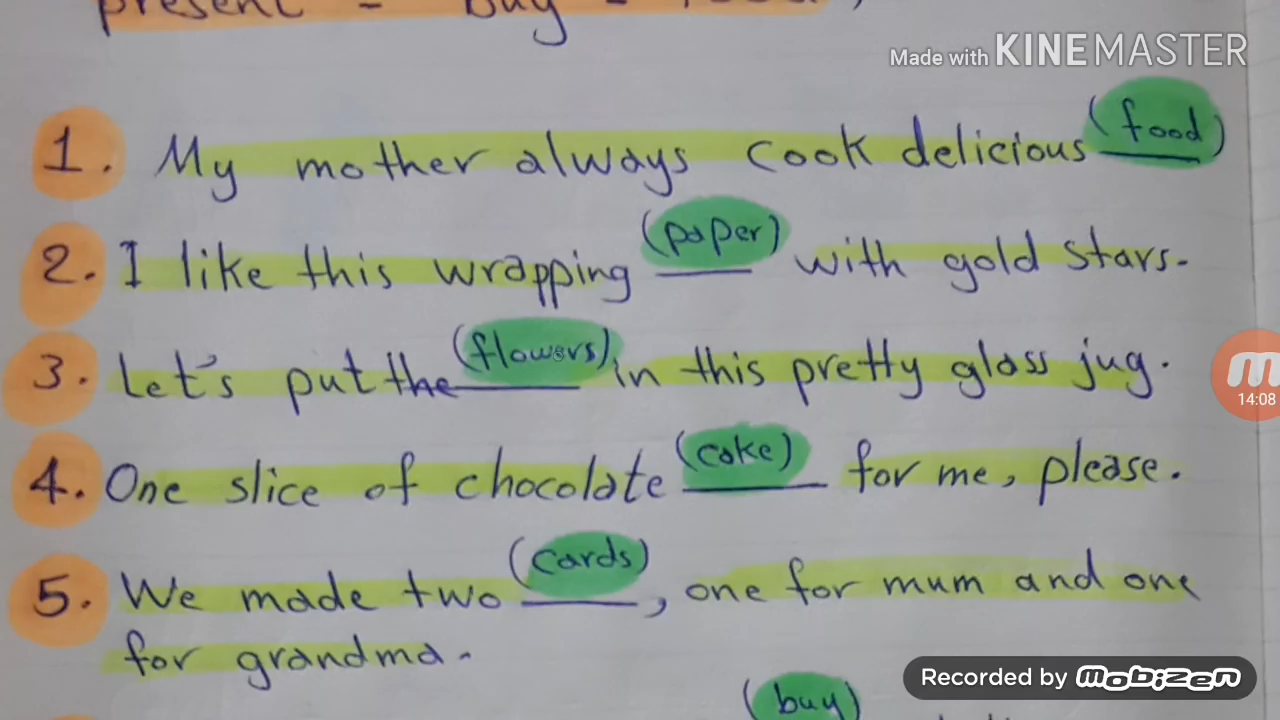 present - buy -
Made with KINEMASTER
1. My mother always cook delicious (food)
2. I like this wrapping (paper) with gold stars.
3. Let's put the (flowers) in this pretty glass jug.
14:08
4. One slice of chocolate (cake) for me, please.
5. We made two (cards), one for mum and one
for grandma.
Recorded by mobizen
(buy)